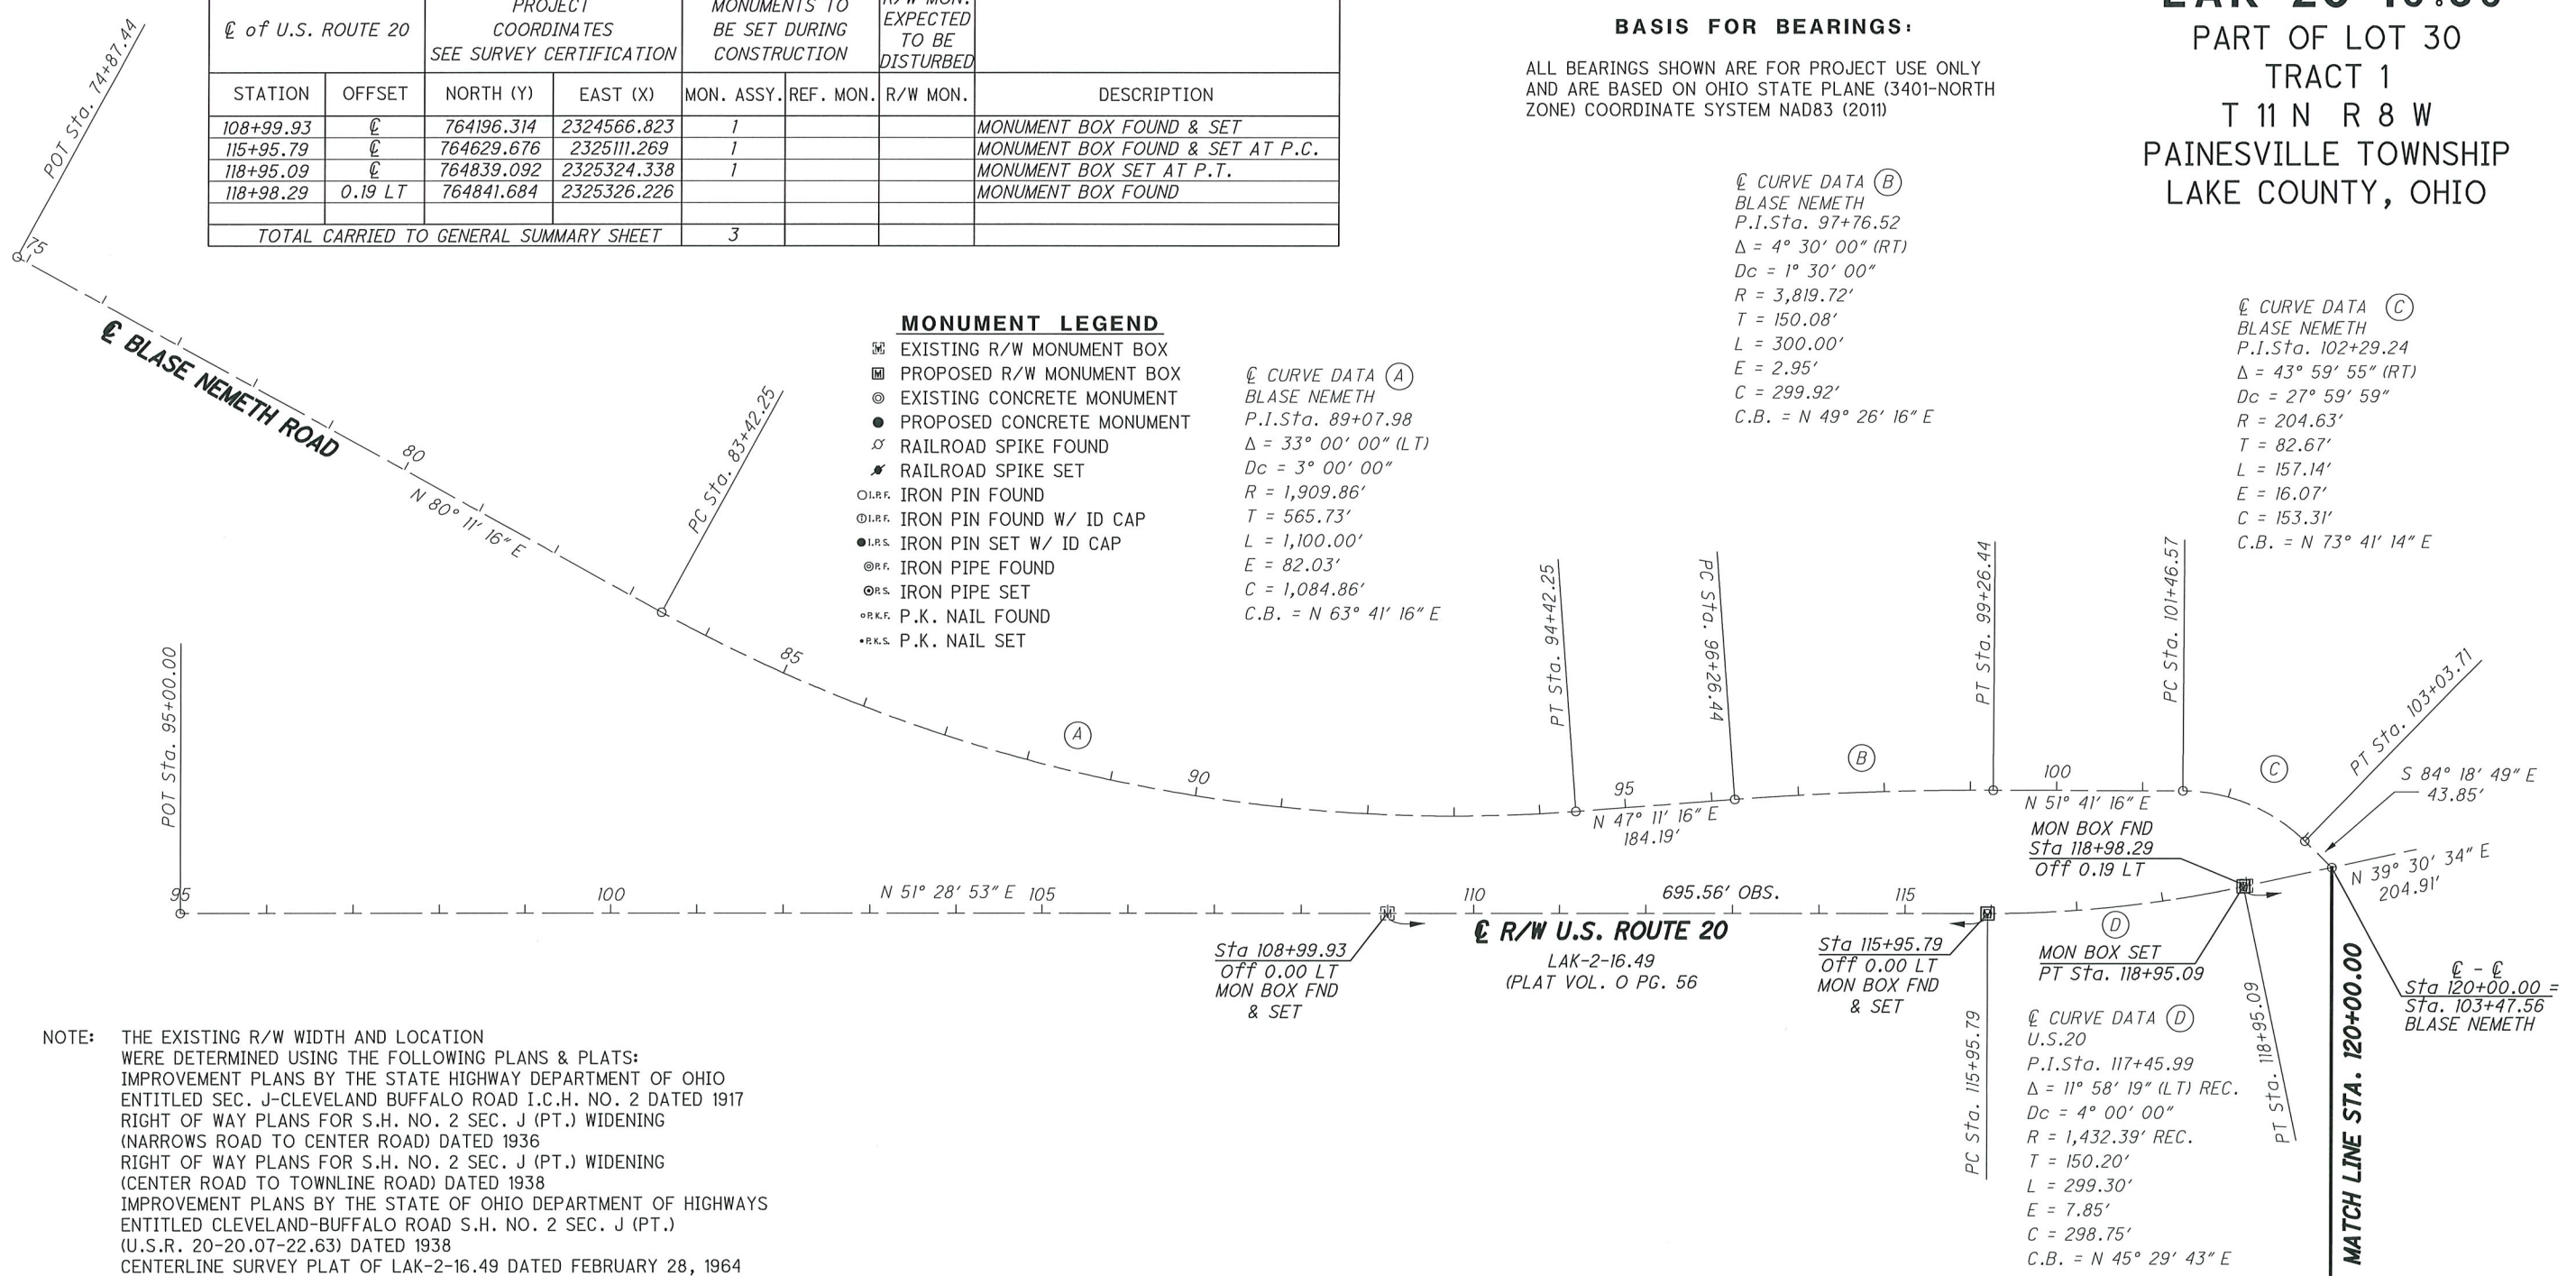 ℄ of U.S. ROUTE 20
PROJECT
COORDINATES
SEE SURVEY CERTIFICATION
MONUMENTS TO
BE SET DURING
CONSTRUCTION
R/W MON.
EXPECTED
TO BE
DISTURBED
STATION OFFSET NORTH (Y) EAST (X) MON. ASSY. REF. MON. R/W MON. DESCRIPTION
108+99.93 ℄ 764196.314 2324566.823 1 MONUMENT BOX FOUND & SET
115+95.79 ℄ 764629.676 2325111.269 1 MONUMENT BOX FOUND & SET AT P.C.
118+95.09 ℄ 764839.092 2325324.338 1 MONUMENT BOX SET AT P.T.
118+98.29 0.19 LT 764841.684 2325326.226 MONUMENT BOX FOUND
TOTAL CARRIED TO GENERAL SUMMARY SHEET 3
BASIS FOR BEARINGS:
ALL BEARINGS SHOWN ARE FOR PROJECT USE ONLY
AND ARE BASED ON OHIO STATE PLANE (3401-NORTH
ZONE) COORDINATE SYSTEM NAD83 (2011)
PART OF LOT 30
TRACT 1
T 11 N R 8 W
PAINESVILLE TOWNSHIP
LAKE COUNTY, OHIO
℄ CURVE DATA B
BLASE NEMETH
P.I.Sta. 97+76.52
Δ = 4° 30' 00" (RT)
Dc = 1° 30' 00"
R = 3,819.72'
T = 150.08'
L = 300.00'
E = 2.95'
C = 299.92'
C.B. = N 49° 26' 16" E
℄ CURVE DATA C
BLASE NEMETH
P.I.Sta. 102+29.24
Δ = 43° 59' 55" (RT)
Dc = 27° 59' 59"
R = 204.63'
T = 82.67'
L = 157.14'
E = 16.07'
C = 153.31'
C.B. = N 73° 41' 14" E
MONUMENT LEGEND
EXISTING R/W MONUMENT BOX
PROPOSED R/W MONUMENT BOX
EXISTING CONCRETE MONUMENT
PROPOSED CONCRETE MONUMENT
RAILROAD SPIKE FOUND
RAILROAD SPIKE SET
I.P.F. IRON PIN FOUND
I.P.F. IRON PIN FOUND W/ ID CAP
I.P.S. IRON PIN SET W/ ID CAP
P.F. IRON PIPE FOUND
P.S. IRON PIPE SET
P.K.F. P.K. NAIL FOUND
P.K.S. P.K. NAIL SET
℄ CURVE DATA A
BLASE NEMETH
P.I.Sta. 89+07.98
Δ = 33° 00' 00" (LT)
Dc = 3° 00' 00"
R = 1,909.86'
T = 565.73'
L = 1,100.00'
E = 82.03'
C = 1,084.86'
C.B. = N 63° 41' 16" E
POT Sta. 74+87.44
75
℄ BLASE NEMETH ROAD
80
N 80° 11' 16" E
PC Sta. 83+42.25
85
A
90
PT Sta. 94+42.25
95
N 47° 11' 16" E
184.19'
PC Sta. 96+26.44
B
PT Sta. 99+26.44
100
N 51° 41' 16" E
PC Sta. 101+46.57
C
PT Sta. 103+03.71
S 84° 18' 49" E
43.85'
N 39° 30' 34" E
204.91'
MON BOX FND
Sta 118+98.29
Off 0.19 LT
POT Sta. 95+00.00
95
100
N 51° 28' 53" E
105
110
695.56' OBS.
115
℄ R/W U.S. ROUTE 20
LAK-2-16.49
(PLAT VOL. O PG. 56
Sta 108+99.93
Off 0.00 LT
MON BOX FND
& SET
Sta 115+95.79
Off 0.00 LT
MON BOX FND
& SET
D
MON BOX SET
PT Sta. 118+95.09
PC Sta. 115+95.79
PT Sta. 118+95.09
MATCH LINE STA. 120+00.00
℄ - ℄
Sta 120+00.00 =
Sta. 103+47.56
BLASE NEMETH
℄ CURVE DATA D
U.S.20
P.I.Sta. 117+45.99
Δ = 11° 58' 19" (LT) REC.
Dc = 4° 00' 00"
R = 1,432.39' REC.
T = 150.20'
L = 299.30'
E = 7.85'
C = 298.75'
C.B. = N 45° 29' 43" E
NOTE: THE EXISTING R/W WIDTH AND LOCATION
WERE DETERMINED USING THE FOLLOWING PLANS & PLATS:
IMPROVEMENT PLANS BY THE STATE HIGHWAY DEPARTMENT OF OHIO
ENTITLED SEC. J-CLEVELAND BUFFALO ROAD I.C.H. NO. 2 DATED 1917
RIGHT OF WAY PLANS FOR S.H. NO. 2 SEC. J (PT.) WIDENING
(NARROWS ROAD TO CENTER ROAD) DATED 1936
RIGHT OF WAY PLANS FOR S.H. NO. 2 SEC. J (PT.) WIDENING
(CENTER ROAD TO TOWNLINE ROAD) DATED 1938
IMPROVEMENT PLANS BY THE STATE OF OHIO DEPARTMENT OF HIGHWAYS
ENTITLED CLEVELAND-BUFFALO ROAD S.H. NO. 2 SEC. J (PT.)
(U.S.R. 20-20.07-22.63) DATED 1938
CENTERLINE SURVEY PLAT OF LAK-2-16.49 DATED FEBRUARY 28, 1964